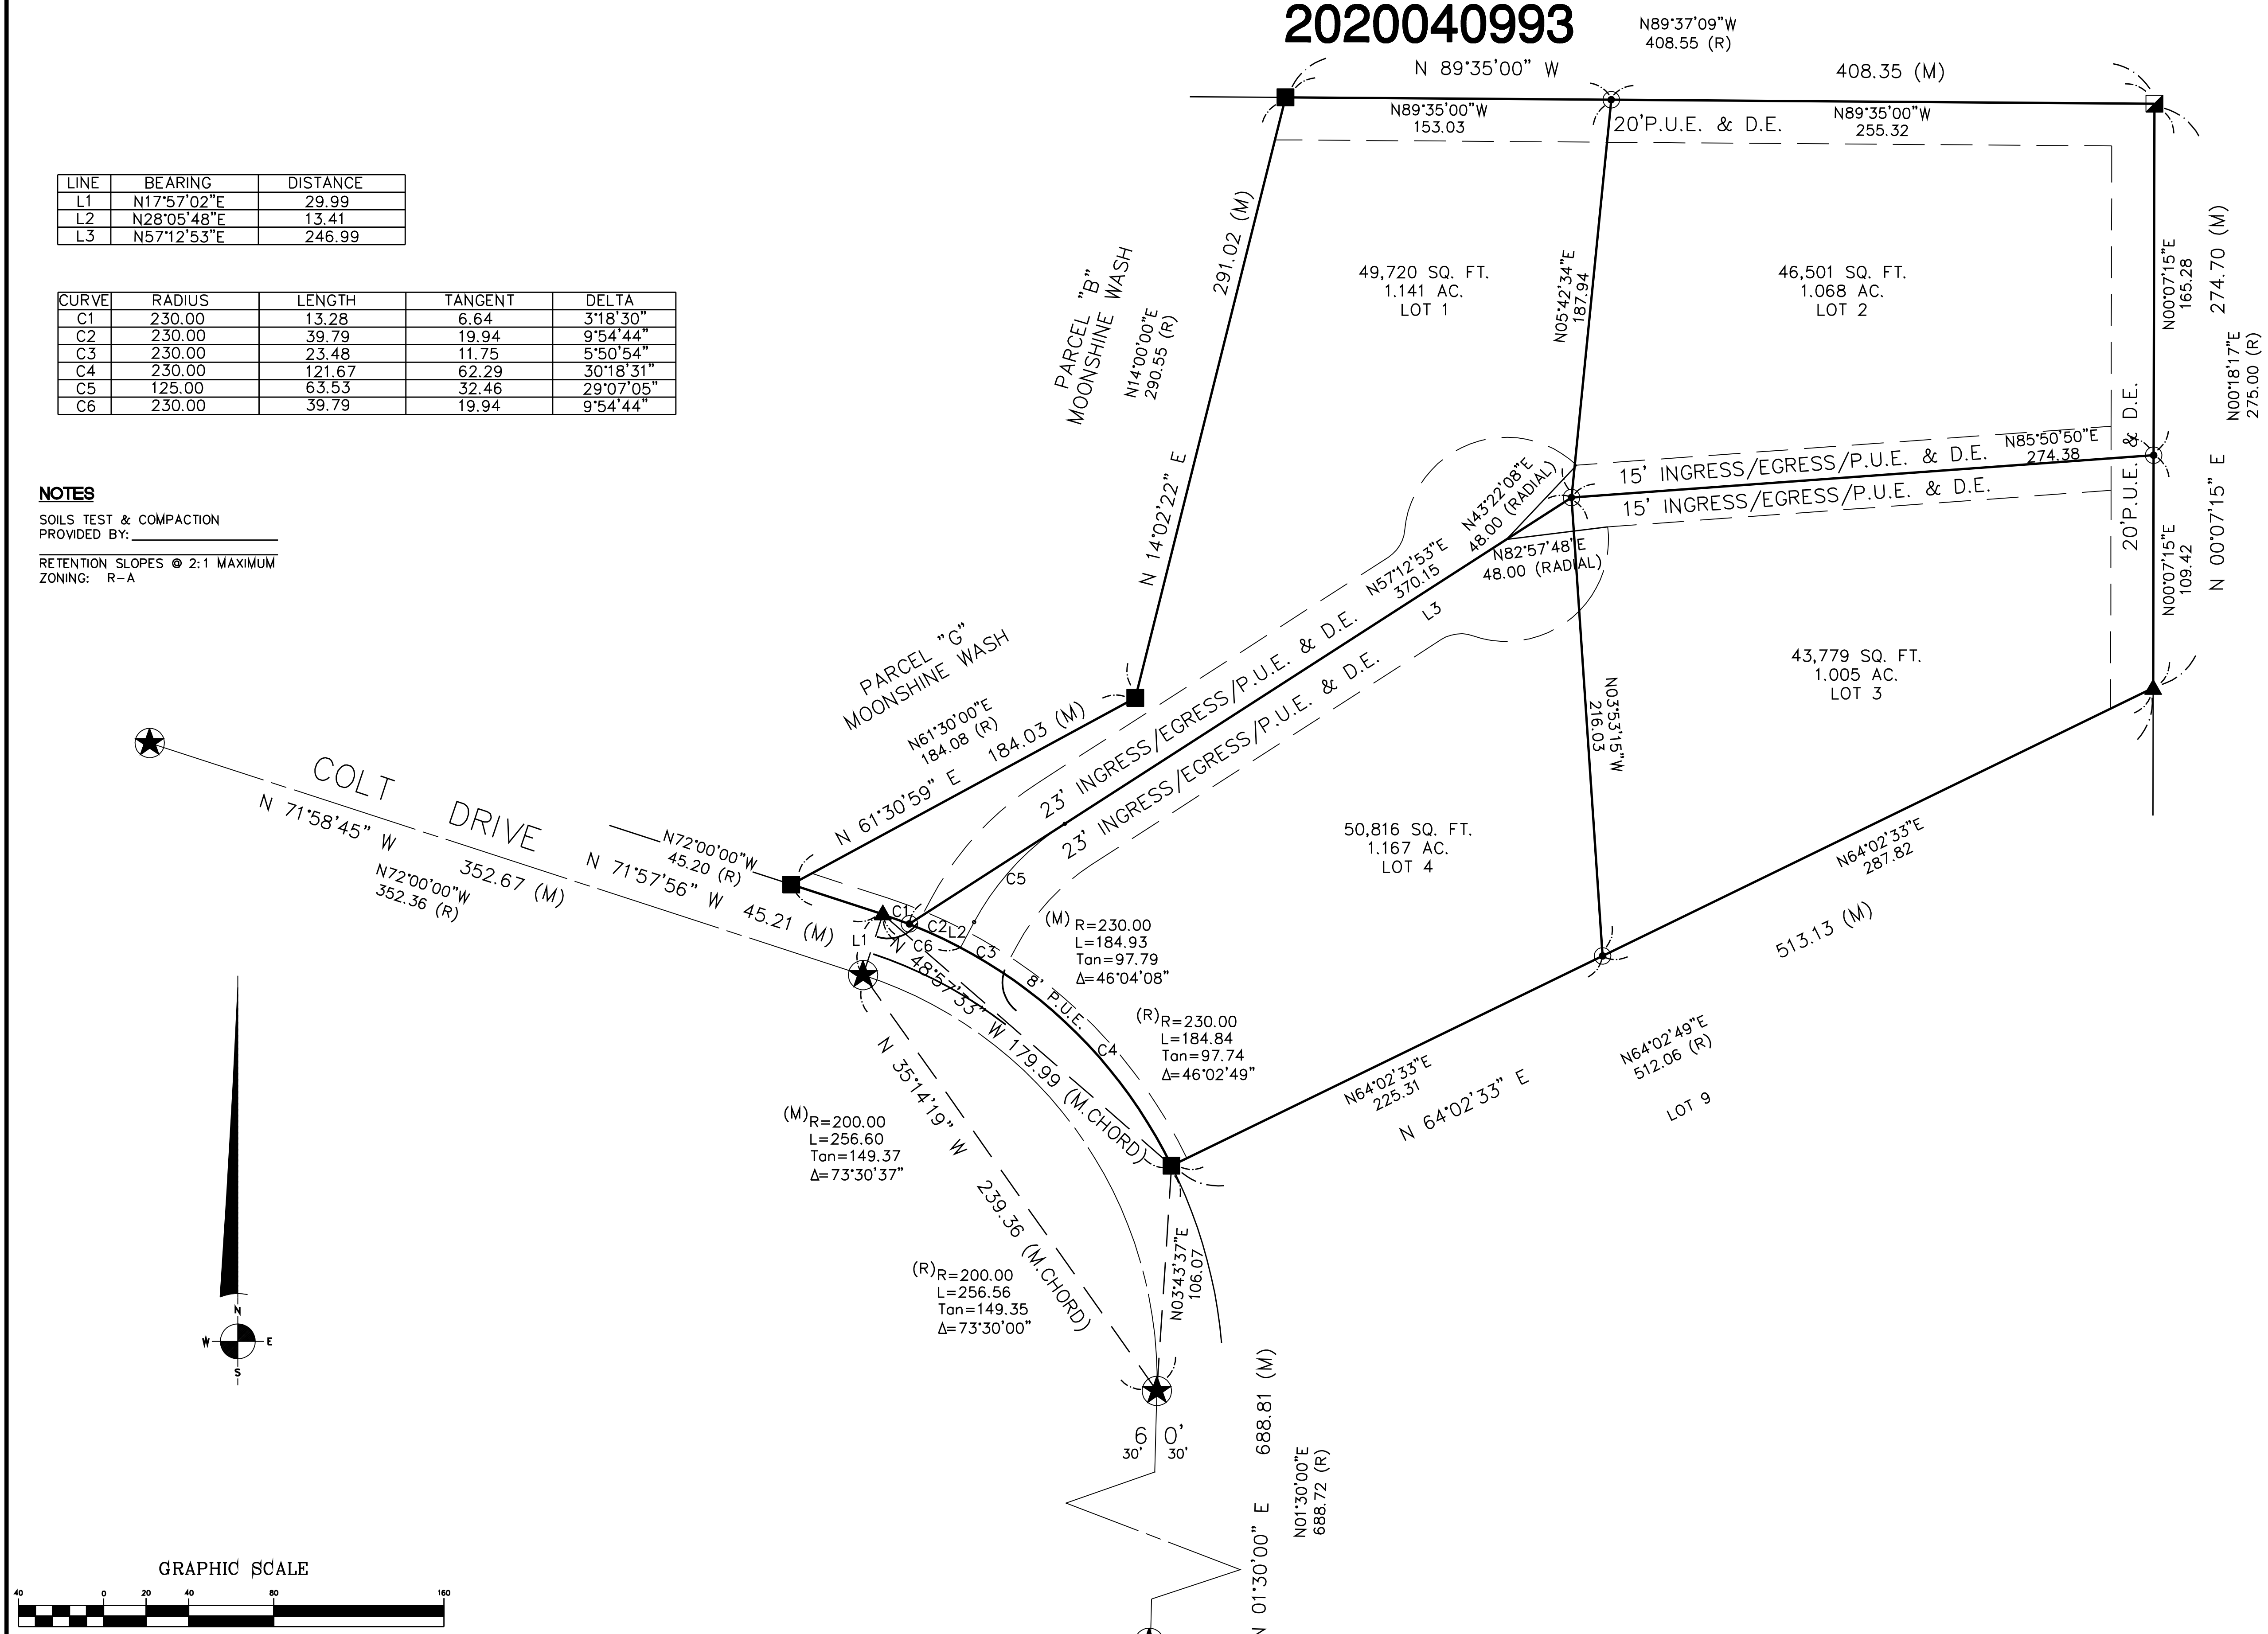 2020040993
N89°37'09"W
408.55 (R)
N 89°35'00" W
408.35 (M)
N89°35'00"W
153.03
20'P.U.E. & D.E.
N89°35'00"W
255.32
LINE BEARING DISTANCE
L1 N17°57'02"E 29.99
L2 N28°05'48"E 13.41
L3 N57°12'53"E 246.99
CURVE RADIUS LENGTH TANGENT DELTA
C1 230.00 13.28 6.64 3°18'30"
C2 230.00 39.79 19.94 9°54'44"
C3 230.00 23.48 11.75 5°50'54"
C4 230.00 121.67 62.29 30°18'31"
C5 125.00 63.53 32.46 29°07'05"
C6 230.00 39.79 19.94 9°54'44"
NOTES
SOILS TEST & COMPACTION
PROVIDED BY:
RETENTION SLOPES @ 2:1 MAXIMUM
ZONING: R-A
PARCEL "B"
MOONSHINE WASH
N14°00'00"E
290.55 (R)
N 14°02'22" E
291.02 (M)
49,720 SQ. FT.
1.141 AC.
LOT 1
N05°42'34"E
187.94
46,501 SQ. FT.
1.068 AC.
LOT 2
N00°07'15"E
165.28
N 00°07'15" E
274.70 (M)
N00°18'17"E
275.00 (R)
20'P.U.E. & D.E.
N00°07'15"E
109.42
15' INGRESS/EGRESS/P.U.E. & D.E.
N85°50'50"E
274.38
15' INGRESS/EGRESS/P.U.E. & D.E.
N43°22'08"E
48.00 (RADIAL)
N82°57'48"E
48.00 (RADIAL)
N57°12'53"E
370.15
L3
23' INGRESS/EGRESS/P.U.E. & D.E.
23' INGRESS/EGRESS/P.U.E. & D.E.
43,779 SQ. FT.
1.005 AC.
LOT 3
N03°53'15"W
216.03
50,816 SQ. FT.
1.167 AC.
LOT 4
PARCEL "G"
MOONSHINE WASH
N61°30'00"E
184.08 (R)
N 61°30'59" E 184.03 (M)
COLT DRIVE
N 71°58'45" W 352.67 (M)
N72°00'00"W
352.36 (R)
N72°00'00"W
45.20 (R)
N 71°57'56" W 45.21 (M)
C1
C2
L2
C3
C5
C6
L1
C4
8' P.U.E.
N 48°57'33" W 179.99 (M.CHORD)
(M) R=230.00
L=184.93
Tan=97.79
Δ=46°04'08"
(R) R=230.00
L=184.84
Tan=97.74
Δ=46°02'49"
N64°02'33"E
287.82
513.13 (M)
N64°02'33"E
225.31
N 64°02'33" E
N64°02'49"E
512.06 (R)
LOT 9
N 35°14'19" W 239.36 (M.CHORD)
(M) R=200.00
L=256.60
Tan=149.37
Δ=73°30'37"
(R) R=200.00
L=256.56
Tan=149.35
Δ=73°30'00"
N03°43'37"E
106.07
6 0'
30' 30'
N 01°30'00" E 688.81 (M)
N01°30'00"E
688.72 (R)
N
W E
S
GRAPHIC SCALE
40 0 20 40 80 160